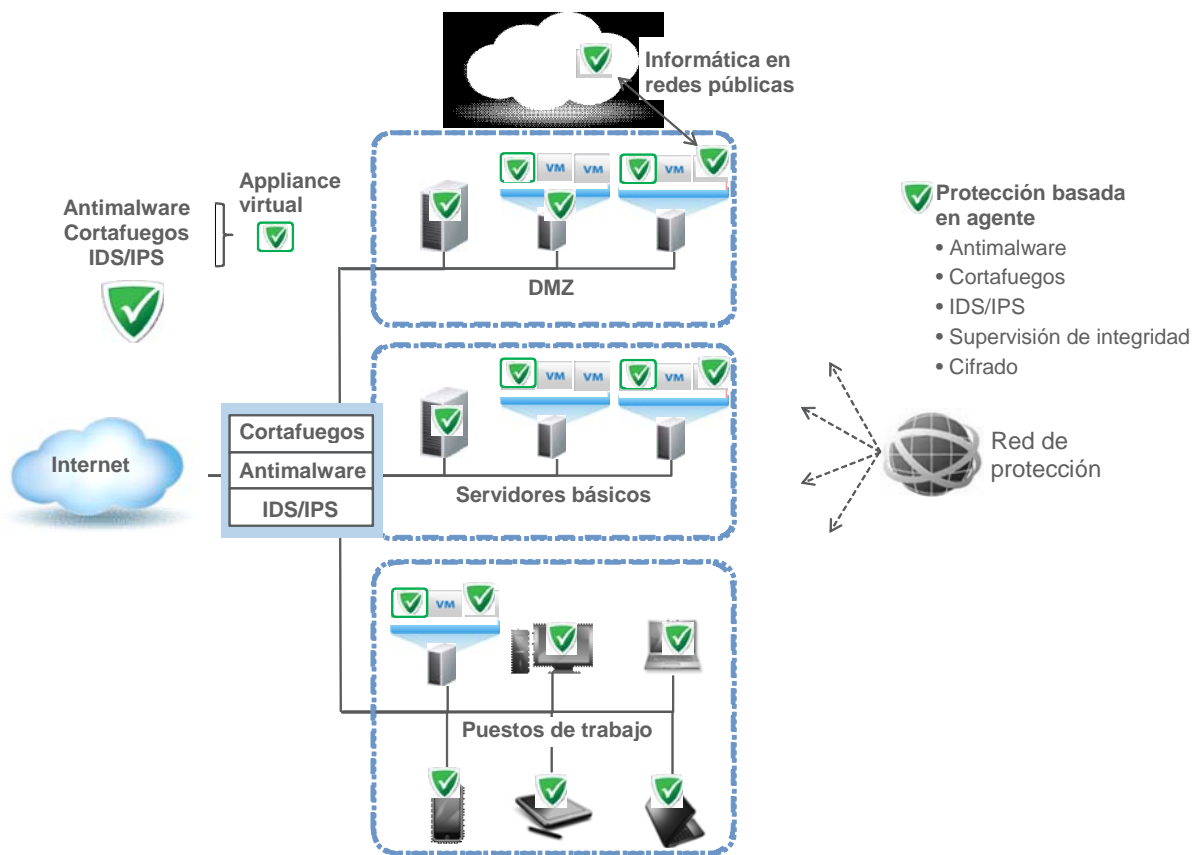 Informática en
redes públicas
Appliance
virtual
Antimalware
Cortafuegos
IDS/IPS
VM
VM
VM
DMZ
Protección basada
en agente
• Antimalware
• Cortafuegos
• IDS/IPS
• Supervisión de integridad
• Cifrado
VM
VM
VM
Internet
Cortafuegos
Antimalware
IDS/IPS
Servidores básicos
Red de
protección
VM
Puestos de trabajo